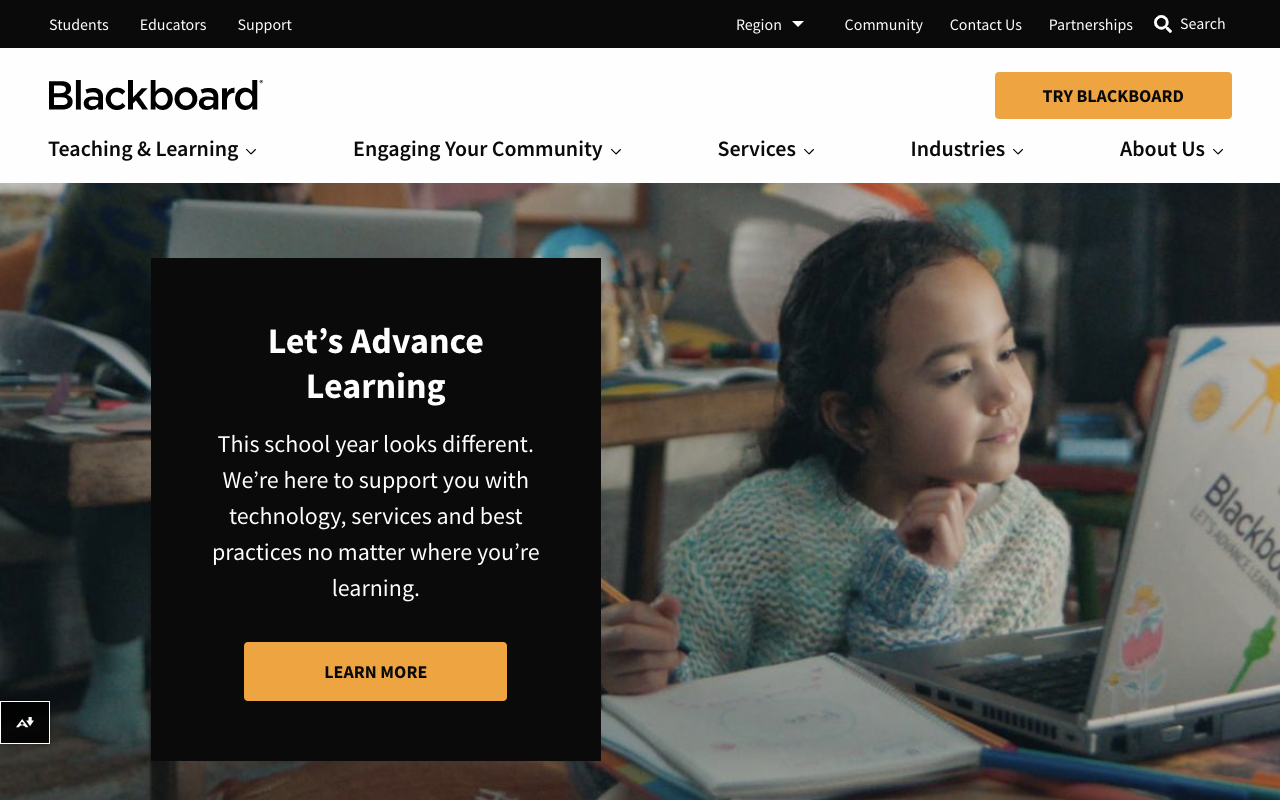 Students Educators Support Region Community Contact Us Partnerships Search
Blackboard
TRY BLACKBOARD
Teaching & Learning Engaging Your Community Services Industries About Us
Let’s Advance
Learning
This school year looks different.
We’re here to support you with
technology, services and best
practices no matter where you’re
learning.
LEARN MORE
LET'S ADVANCE